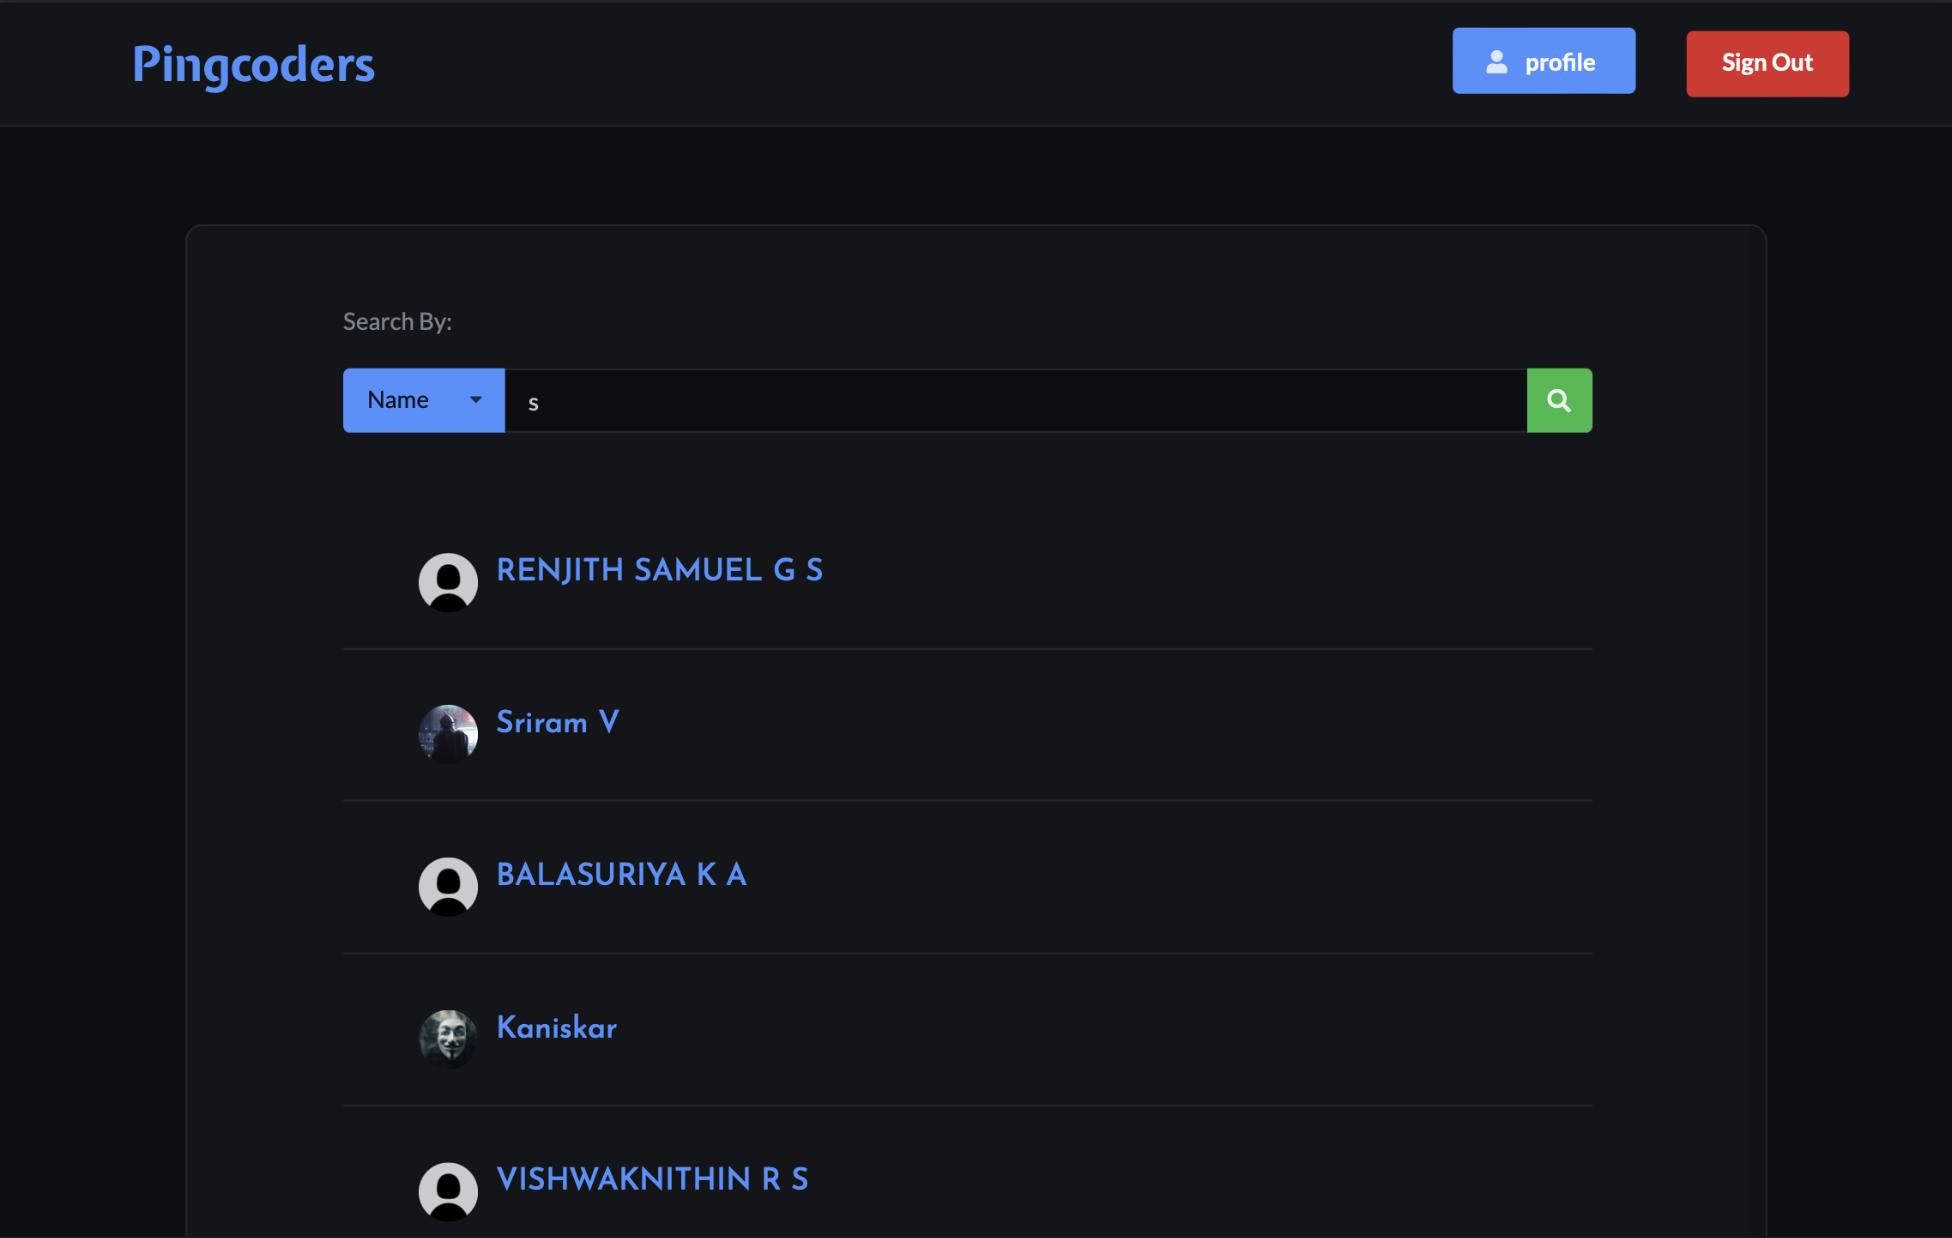 Pingcoders
profile
Sign Out
Search By:
Name
s
RENJITH SAMUEL G S
Sriram V
BALASURIYA K A
Kaniskar
VISHWAKNITHIN R S